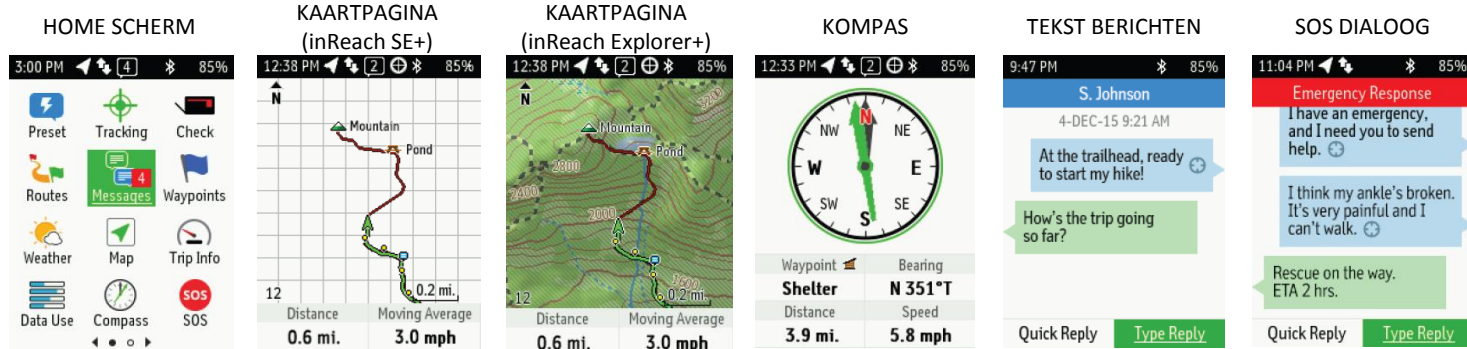 HOME SCHERM
3:00 PM 4 85%
Preset Tracking Check
4
Routes Messages Waypoints
Weather Map Trip Info
SOS
Data Use Compass SOS
KAARTPAGINA
(inReach SE+)
12:38 PM 2 85%
N
Mountain
Pond
12 0.2 mi.
Distance Moving Average
0.6 mi. 3.0 mph
KAARTPAGINA
(inReach Explorer+)
12:38 PM 2 85%
N
3200
Mountain
Pond
2800
2400
2000
1600
12 0.2 mi.
Distance Moving Average
0.6 mi. 3.0 mph
KOMPAS
12:33 PM 2 85%
N
NW NE
W E
SW SE
S
Waypoint Bearing
Shelter N 351°T
Distance Speed
3.9 mi. 5.8 mph
TEKST BERICHTEN
9:47 PM 85%
S. Johnson
4-DEC-15 9:21 AM
At the trailhead, ready
to start my hike!
How's the trip going
so far?
Quick Reply Type Reply
SOS DIALOOG
11:04 PM 85%
Emergency Response
I have an emergency,
and I need you to send
help.
I think my ankle's broken.
It's very painful and I
can't walk.
Rescue on the way.
ETA 2 hrs.
Quick Reply Type Reply